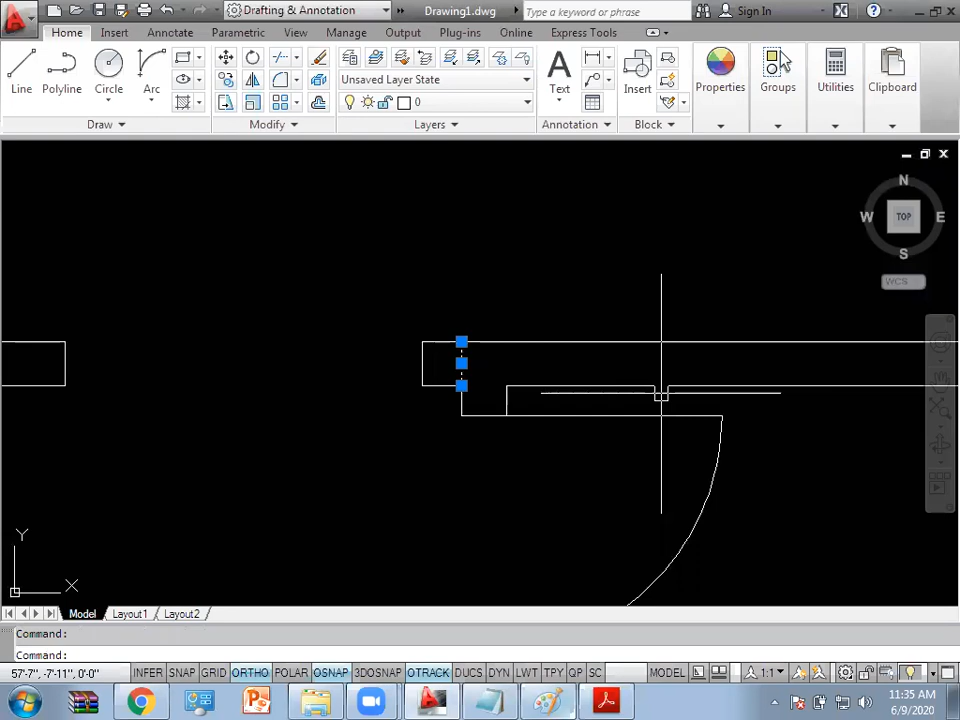 Drafting & Annotation
Drawing1.dwg
Type a keyword or phrase
Sign In
Home
Insert
Annotate
Parametric
View
Manage
Output
Plug-ins
Online
Express Tools
Line
Polyline
Circle
Arc
Unsaved Layer State
0
Text
Insert
Properties
Groups
Utilities
Clipboard
Draw
Modify
Layers
Annotation
Block
N
W
TOP
E
S
WCS
Y
X
Model
Layout1
Layout2
Command:
Command:
57'-7", -7'-11", 0'-0"
INFER
SNAP
GRID
ORTHO
POLAR
OSNAP
3DOSNAP
OTRACK
DUCS
DYN
LWT
TPY
QP
SC
MODEL
1:1
11:35 AM
6/9/2020